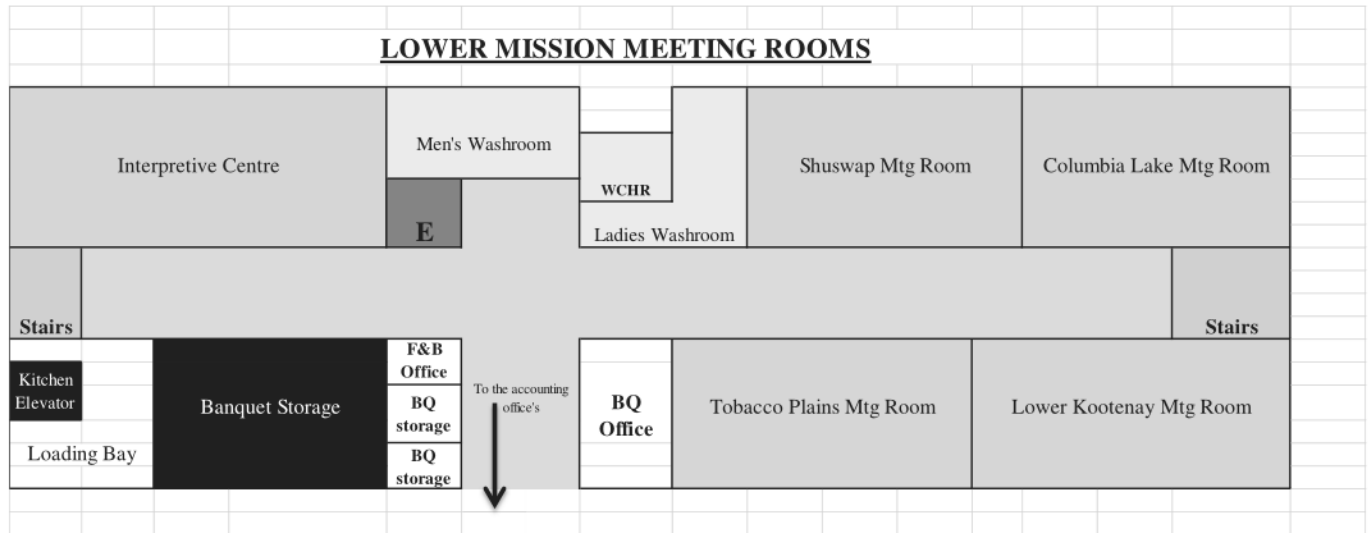 LOWER MISSION MEETING ROOMS
Interpretive Centre
Men's Washroom
E
WCHR
Ladies Washroom
Shuswap Mtg Room
Columbia Lake Mtg Room
Stairs
Stairs
Kitchen
Elevator
Loading Bay
Banquet Storage
F&B
Office
BQ
storage
BQ
storage
To the accounting
office's
BQ
Office
Tobacco Plains Mtg Room
Lower Kootenay Mtg Room